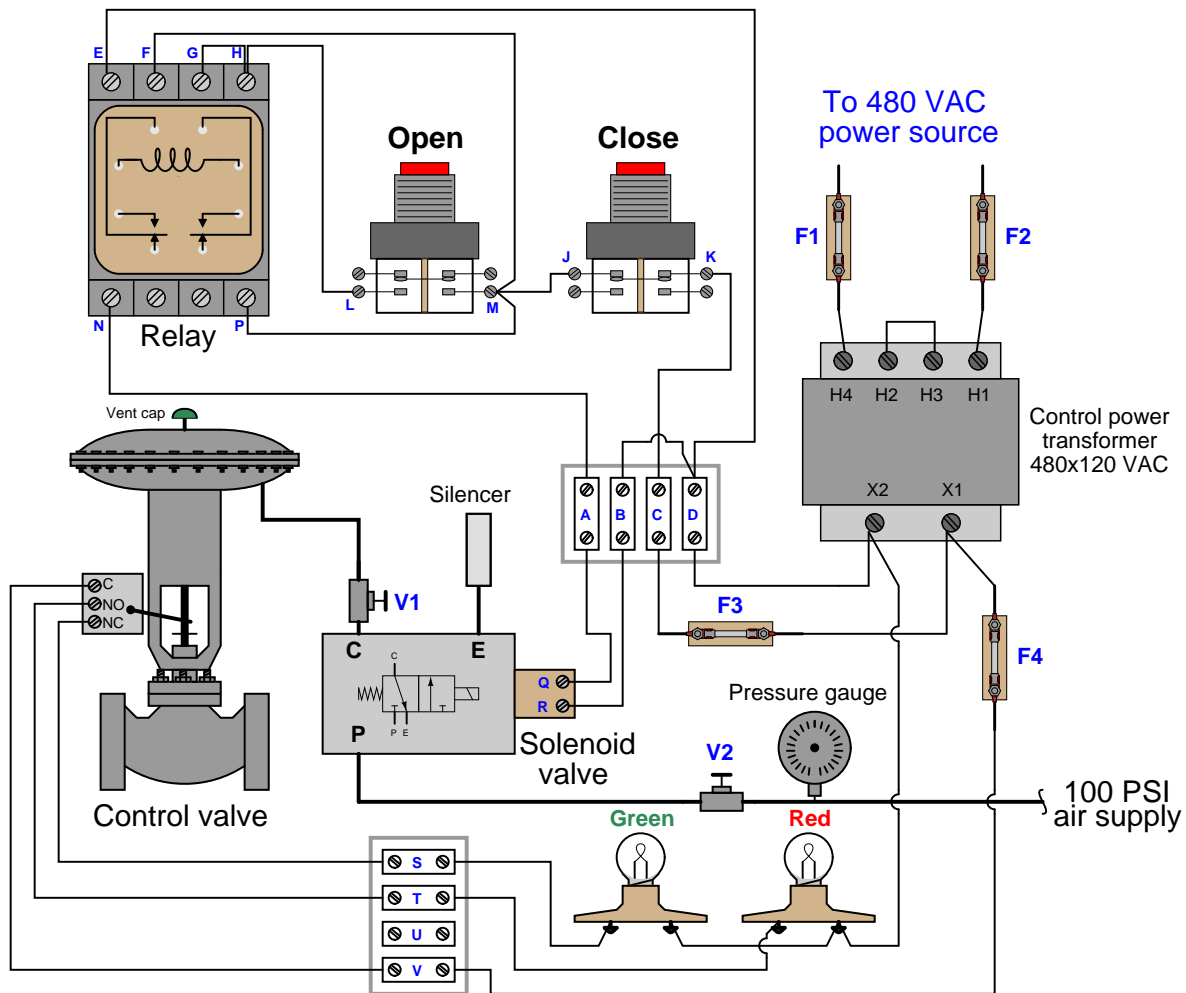 E F G H
To 480 VAC
power source
Open
Close
F1
F2
J
K
L
M
N
P
Relay
H4 H2 H3 H1
Control power
transformer
480x120 VAC
X2 X1
Vent cap
Silencer
A B C D
C
NO
NC
V1
F3
F4
C
E
C
P E
P
Q
R
Solenoid
valve
Pressure gauge
V2
Control valve
100 PSI
air supply
Green
Red
S
T
U
V